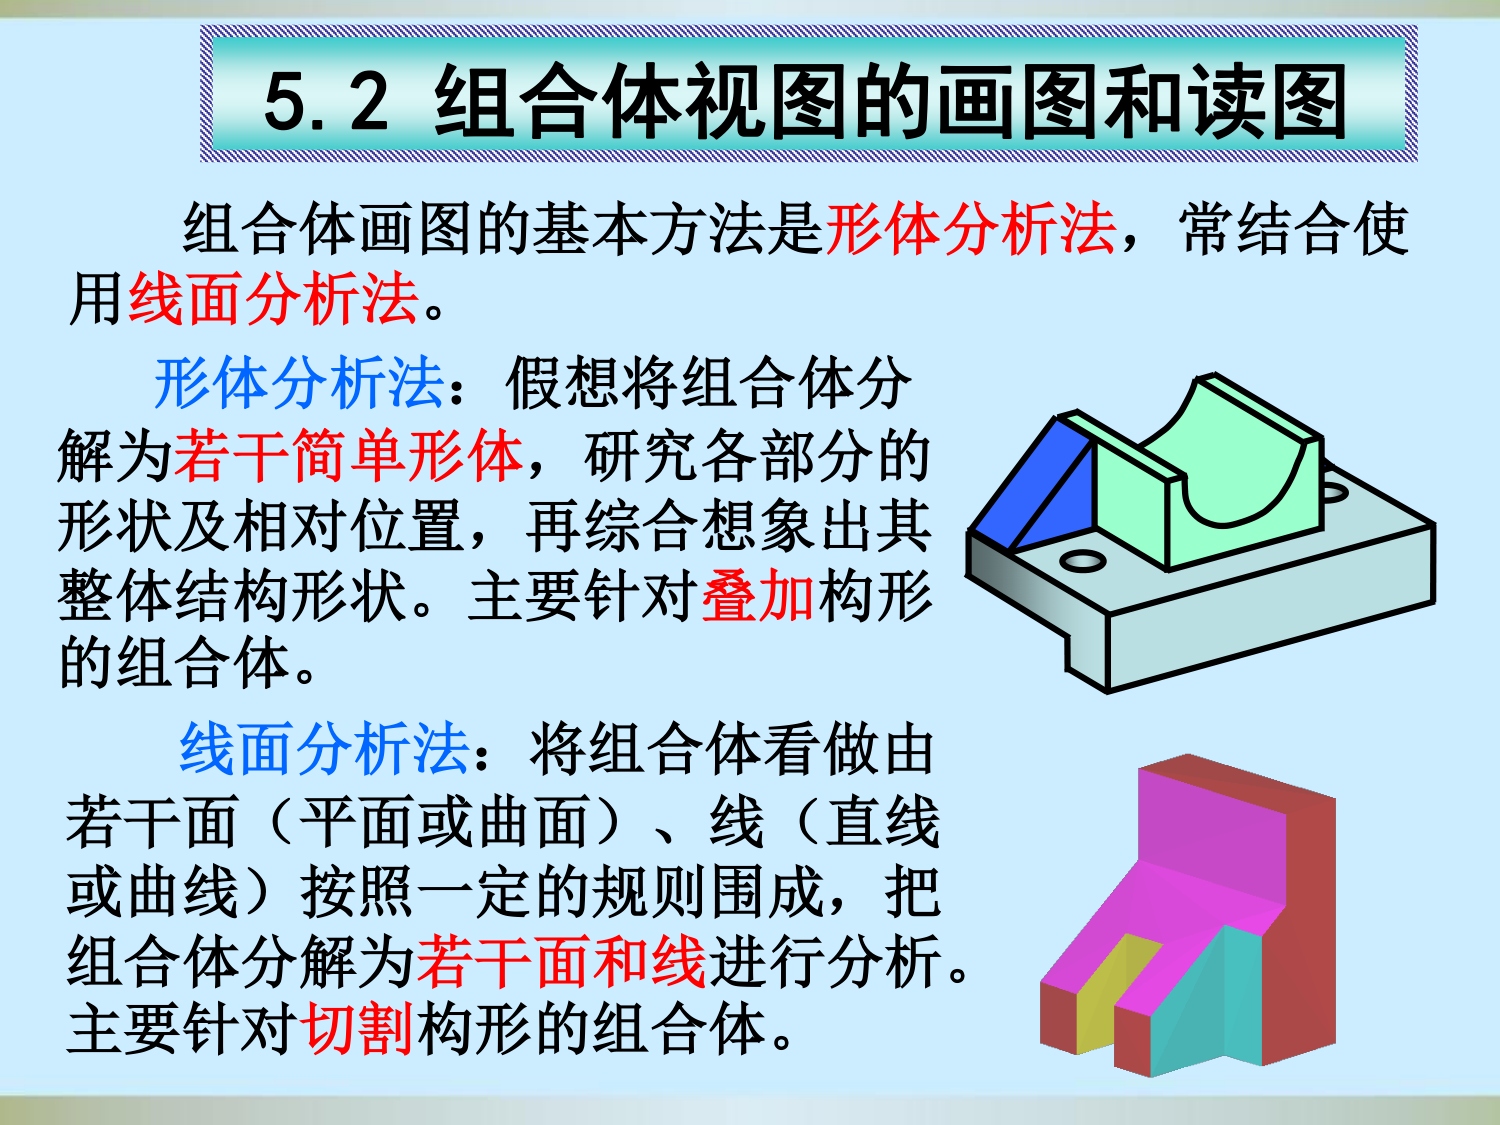 5.2 组合体视图的画图和读图
组合体画图的基本方法是形体分析法，常结合使
用线面分析法。
形体分析法：假想将组合体分
解为若干简单形体，研究各部分的
形状及相对位置，再综合想象出其
整体结构形状。主要针对叠加构形
的组合体。
线面分析法：将组合体看做由
若干面（平面或曲面）、线（直线
或曲线）按照一定的规则围成，把
组合体分解为若干面和线进行分析。
主要针对切割构形的组合体。